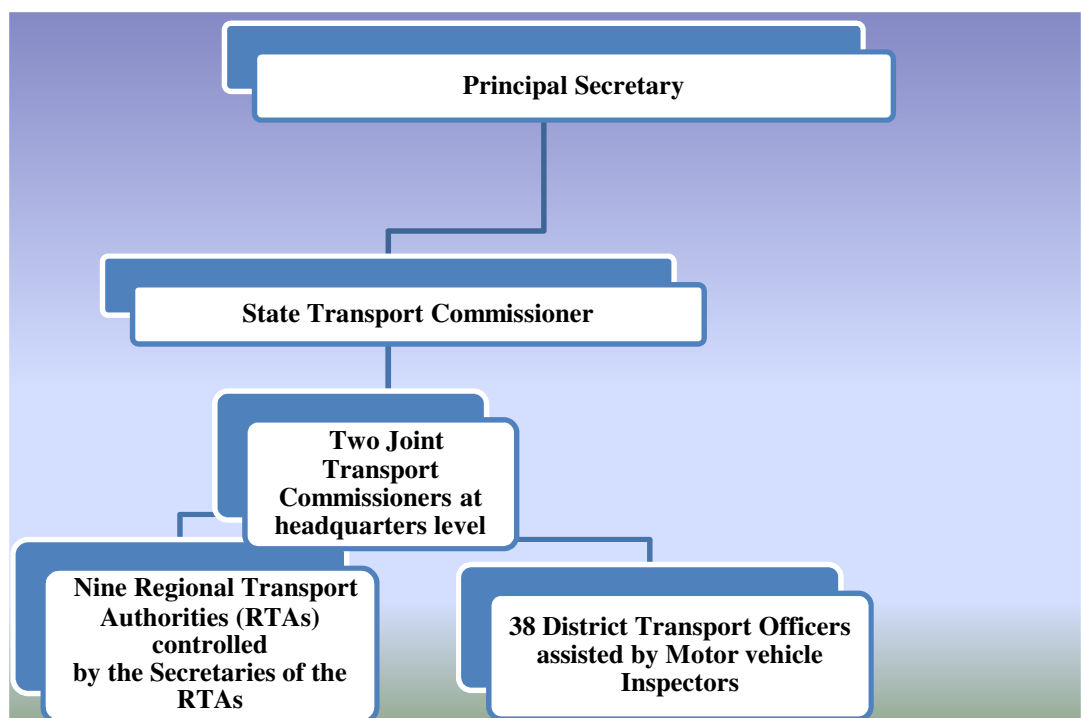 Principal Secretary
State Transport Commissioner
Two Joint
Transport
Commissioners at
headquarters level
Nine Regional Transport
Authorities (RTAs)
controlled
by the Secretaries of the
RTAs
38 District Transport Officers
assisted by Motor vehicle
Inspectors